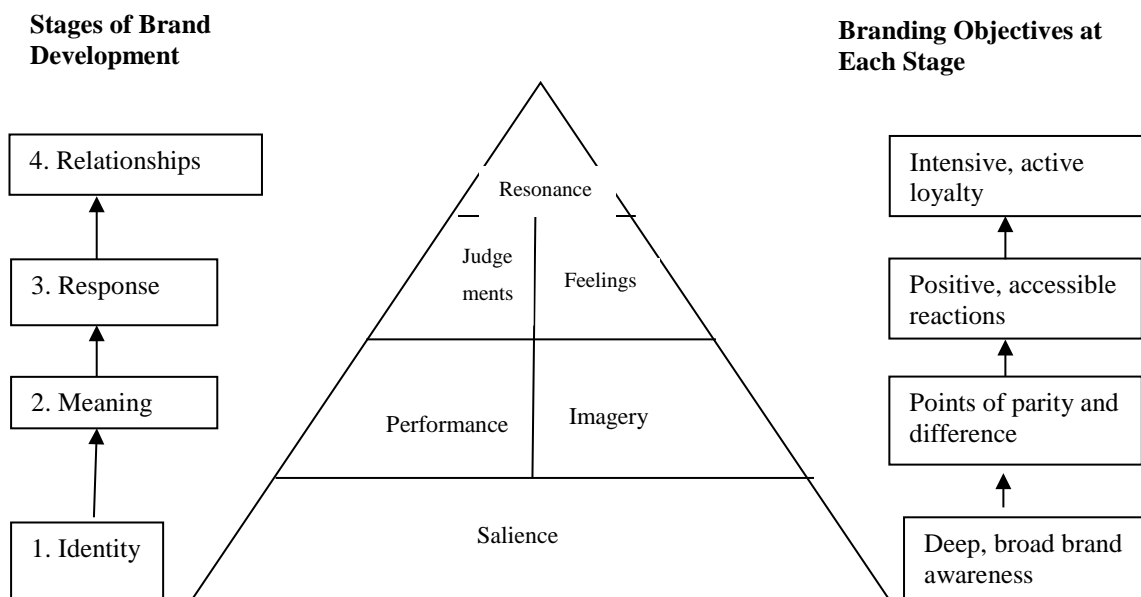 Stages of Brand
Development
Branding Objectives at
Each Stage
4. Relationships
Resonance
Intensive, active
loyalty
3. Response
Judge
ments
Feelings
Positive, accessible
reactions
2. Meaning
Performance
Imagery
Points of parity and
difference
1. Identity
Salience
Deep, broad brand
awareness